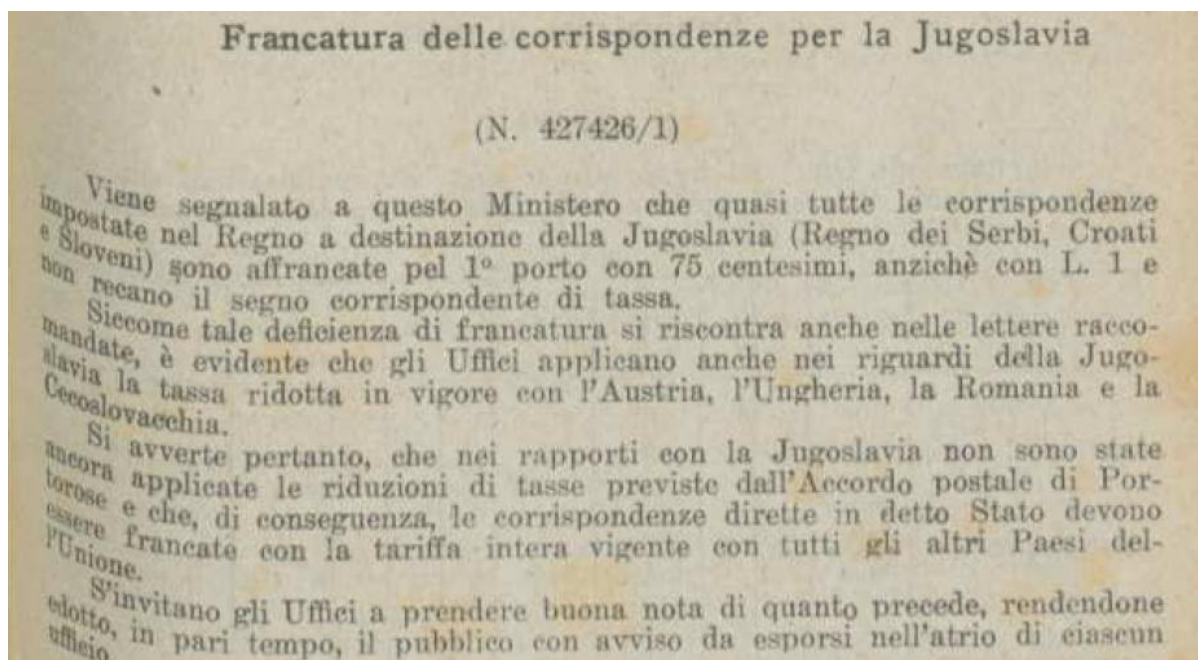 Francatura delle corrispondenze per la Jugoslavia
(N. 427426/1)
Viene segnalato a questo Ministero che quasi tutte le corrispondenze
impostate nel Regno a destinazione della Jugoslavia (Regno dei Serbi, Croati
e Sloveni) sono affrancate pel 1º porto con 75 centesimi, anzichè con L. 1 e
non recano il segno corrispondente di tassa.
Siccome tale deficienza di francatura si riscontra anche nelle lettere racco-
mandate, è evidente che gli Uffici applicano anche nei riguardi della Jugo-
slavia la tassa ridotta in vigore con l'Austria, l'Ungheria, la Romania e la
Cecoslovacchia.
Si avverte pertanto, che nei rapporti con la Jugoslavia non sono state
ancora applicate le riduzioni di tasse previste dall'Accordo postale di Por-
torose e che, di conseguenza, le corrispondenze dirette in detto Stato devono
essere francate con la tariffa intera vigente con tutti gli altri Paesi del-
l'Unione.
S'invitano gli Uffici a prendere buona nota di quanto precede, rendendone
edotto, in pari tempo, il pubblico con avviso da esporsi nell'atrio di ciascun
ufficio